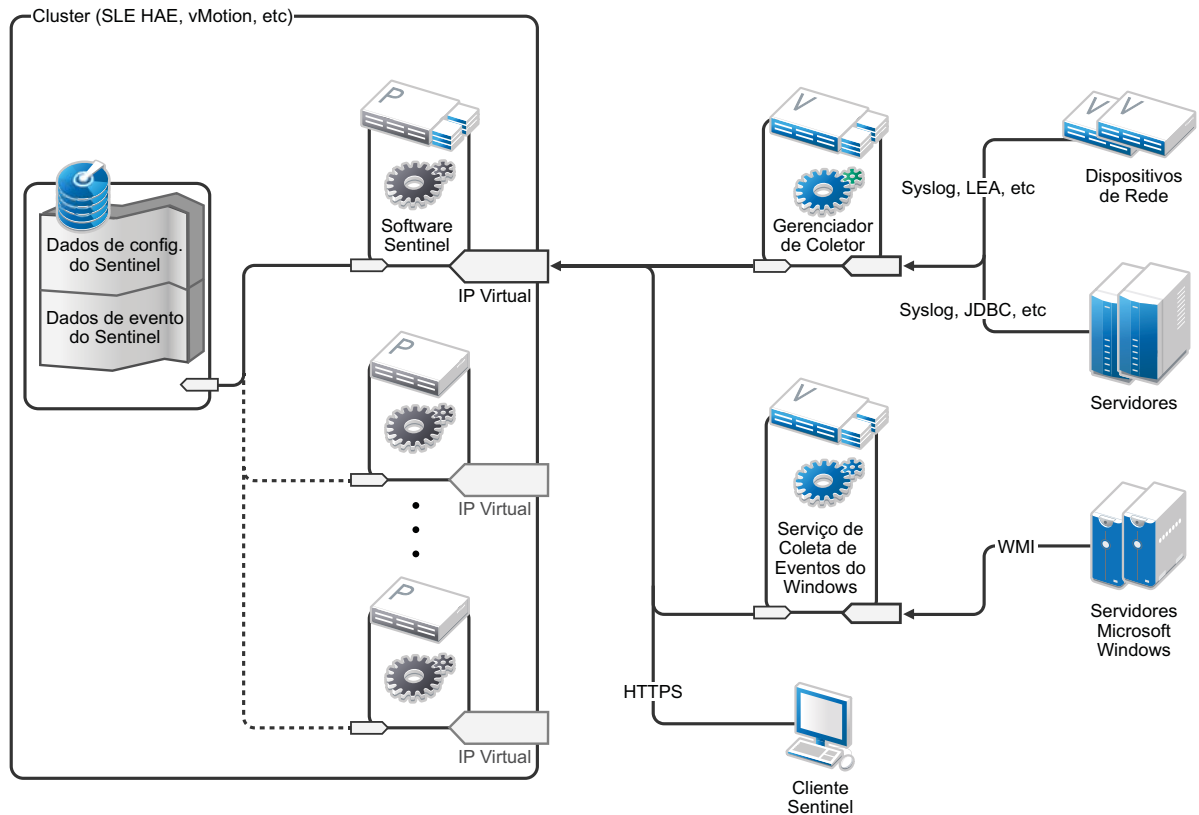 Cluster (SLE HAE, vMotion, etc)
P
Software
Sentinel
IP Virtual
Dados de config.
do Sentinel
Dados de evento
do Sentinel
P
IP Virtual
P
IP Virtual
V
Gerenciador
de Coletor
Syslog, LEA, etc
V
V
Dispositivos
de Rede
Syslog, JDBC, etc
Servidores
V
Serviço de
Coleta de
Eventos do
Windows
WMI
Servidores
Microsoft
Windows
HTTPS
Cliente
Sentinel